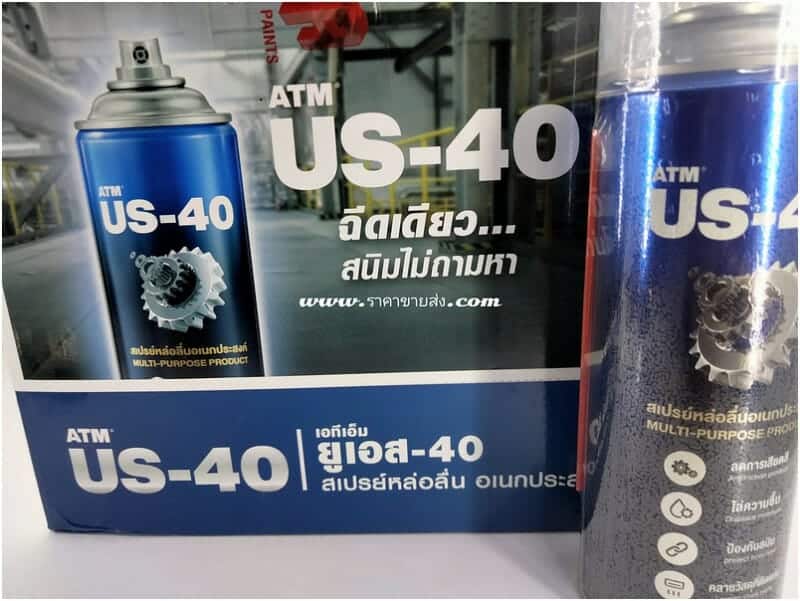 PAINTS
ATM
US-40
ฉีดเดียว...
สนิมไม่ถามหา
www.ราคาขายส่ง.com
ATM
US-40
สเปรย์หล่อลื่นอเนกประสงค์
MULTI-PURPOSE PRODUCT
ATM
US-40
เอทีเอ็ม
ยูเอส-40
สเปรย์หล่อลื่น อเนกประส
ATM
US-4
สเปรย์หล่อลื่นอเนกประ
MULTI-PURPOSE PRODU
ลดการเสียดสี
ไล่ความชื้น
ป้องกันสนิม